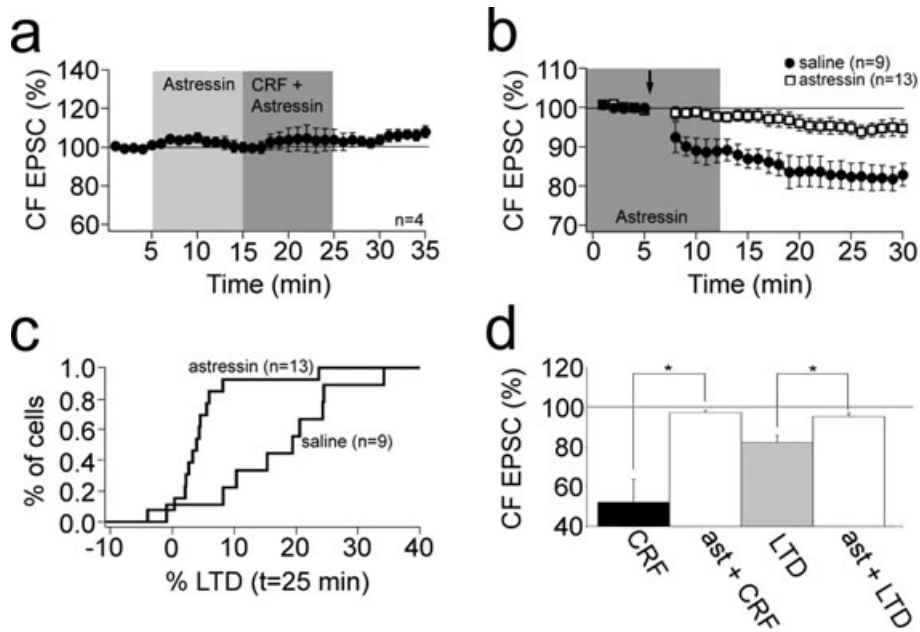 a
CF EPSC (%)
140
120
100
80
60
Astressin
CRF +
Astressin
n=4
5 10 15 20 25 30 35
Time (min)
b
CF EPSC (%)
110
100
90
80
70
saline (n=9)
astressin (n=13)
Astressin
0 5 10 15 20 25 30
Time (min)
c
% of cells
1.0
0.8
0.6
0.4
0.2
0.0
astressin (n=13)
saline (n=9)
-10 0 10 20 30 40
% LTD (t=25 min)
d
CF EPSC (%)
120
100
80
60
40
* *
CRF
ast + CRF
LTD
ast + LTD